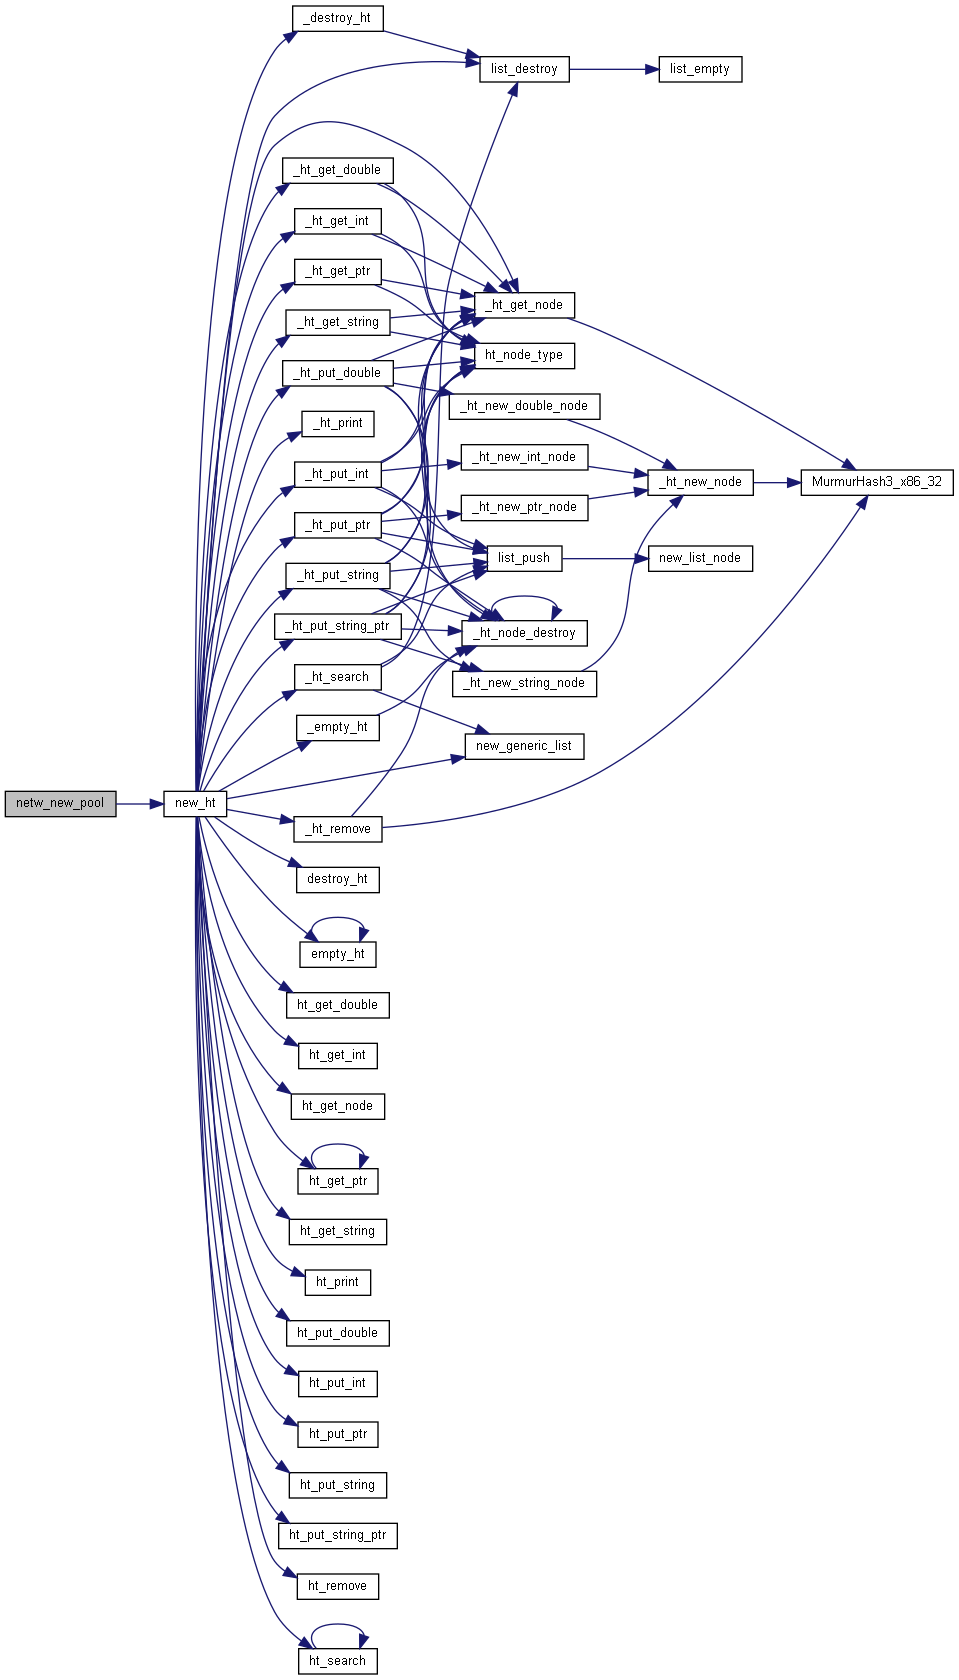 _destroy_ht
list_destroy
list_empty
_ht_get_double
_ht_get_int
_ht_get_ptr
_ht_get_node
_ht_get_string
ht_node_type
_ht_put_double
_ht_new_double_node
_ht_print
_ht_new_int_node
_ht_put_int
_ht_new_node
MurmurHash3_x86_32
_ht_new_ptr_node
_ht_put_ptr
list_push
new_list_node
_ht_put_string
_ht_put_string_ptr
_ht_node_destroy
_ht_search
_ht_new_string_node
_empty_ht
new_generic_list
netw_new_pool
new_ht
_ht_remove
destroy_ht
empty_ht
ht_get_double
ht_get_int
ht_get_node
ht_get_ptr
ht_get_string
ht_print
ht_put_double
ht_put_int
ht_put_ptr
ht_put_string
ht_put_string_ptr
ht_remove
ht_search